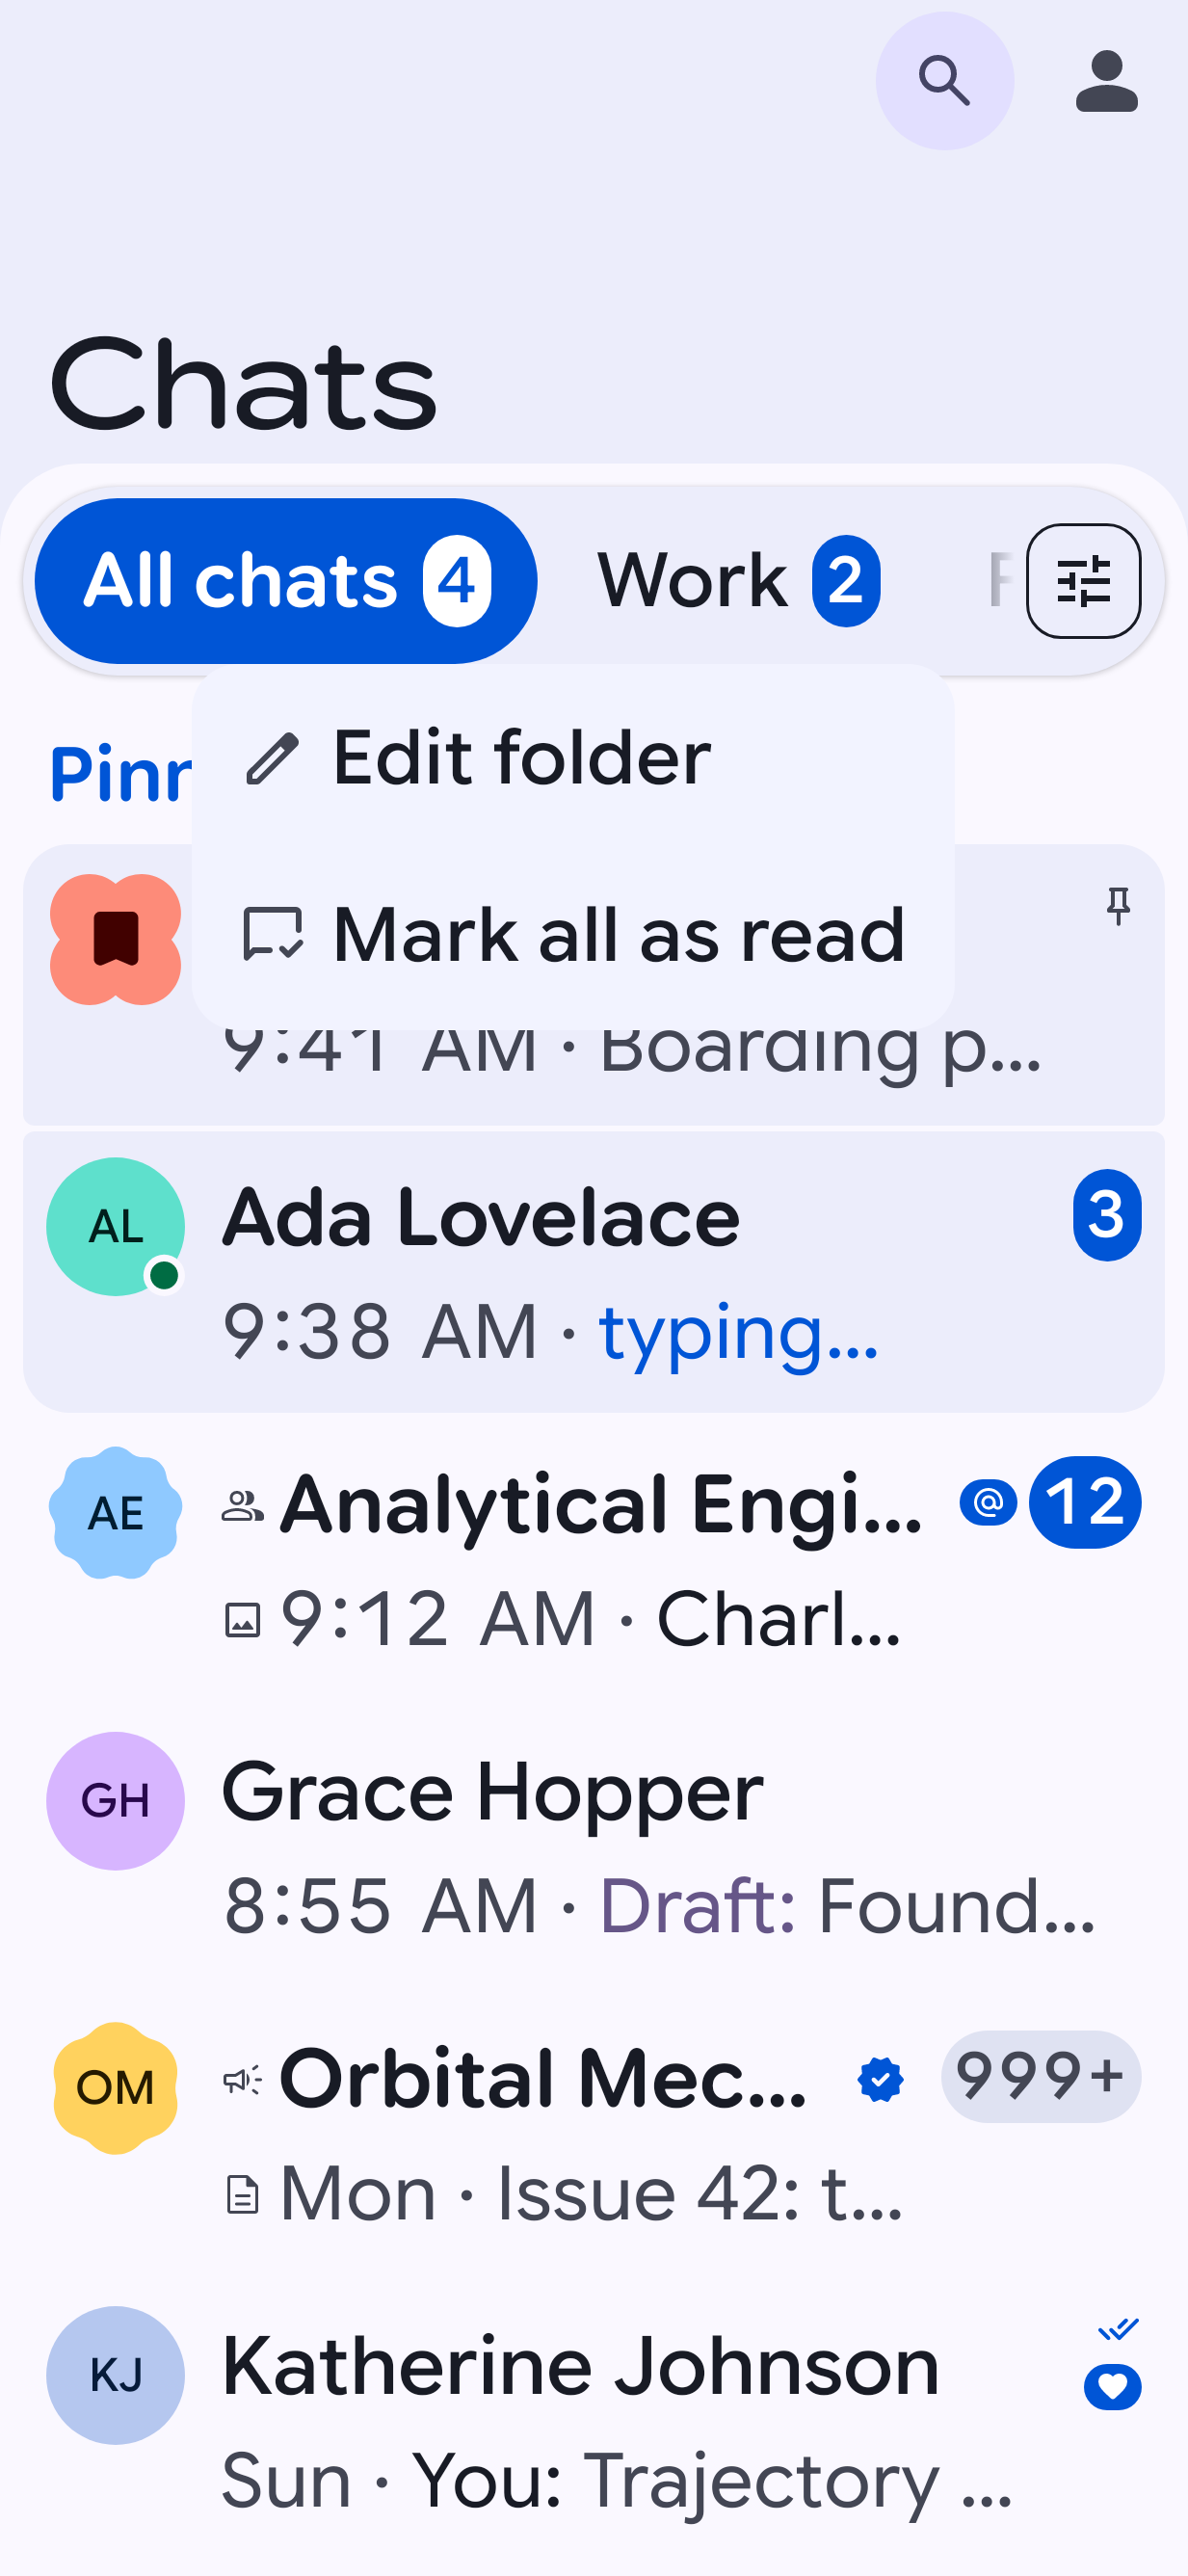 Chats
All chats 4 Work 2
Edit folder
Mark all as read
9:41 AM · Boarding p...
AL Ada Lovelace 3
9:38 AM · typing...
AE Analytical Engi... 12
9:12 AM · Charl...
GH Grace Hopper
8:55 AM · Draft: Found...
OM Orbital Mec... 999+
Mon · Issue 42: t...
KJ Katherine Johnson
Sun · You: Trajectory ...